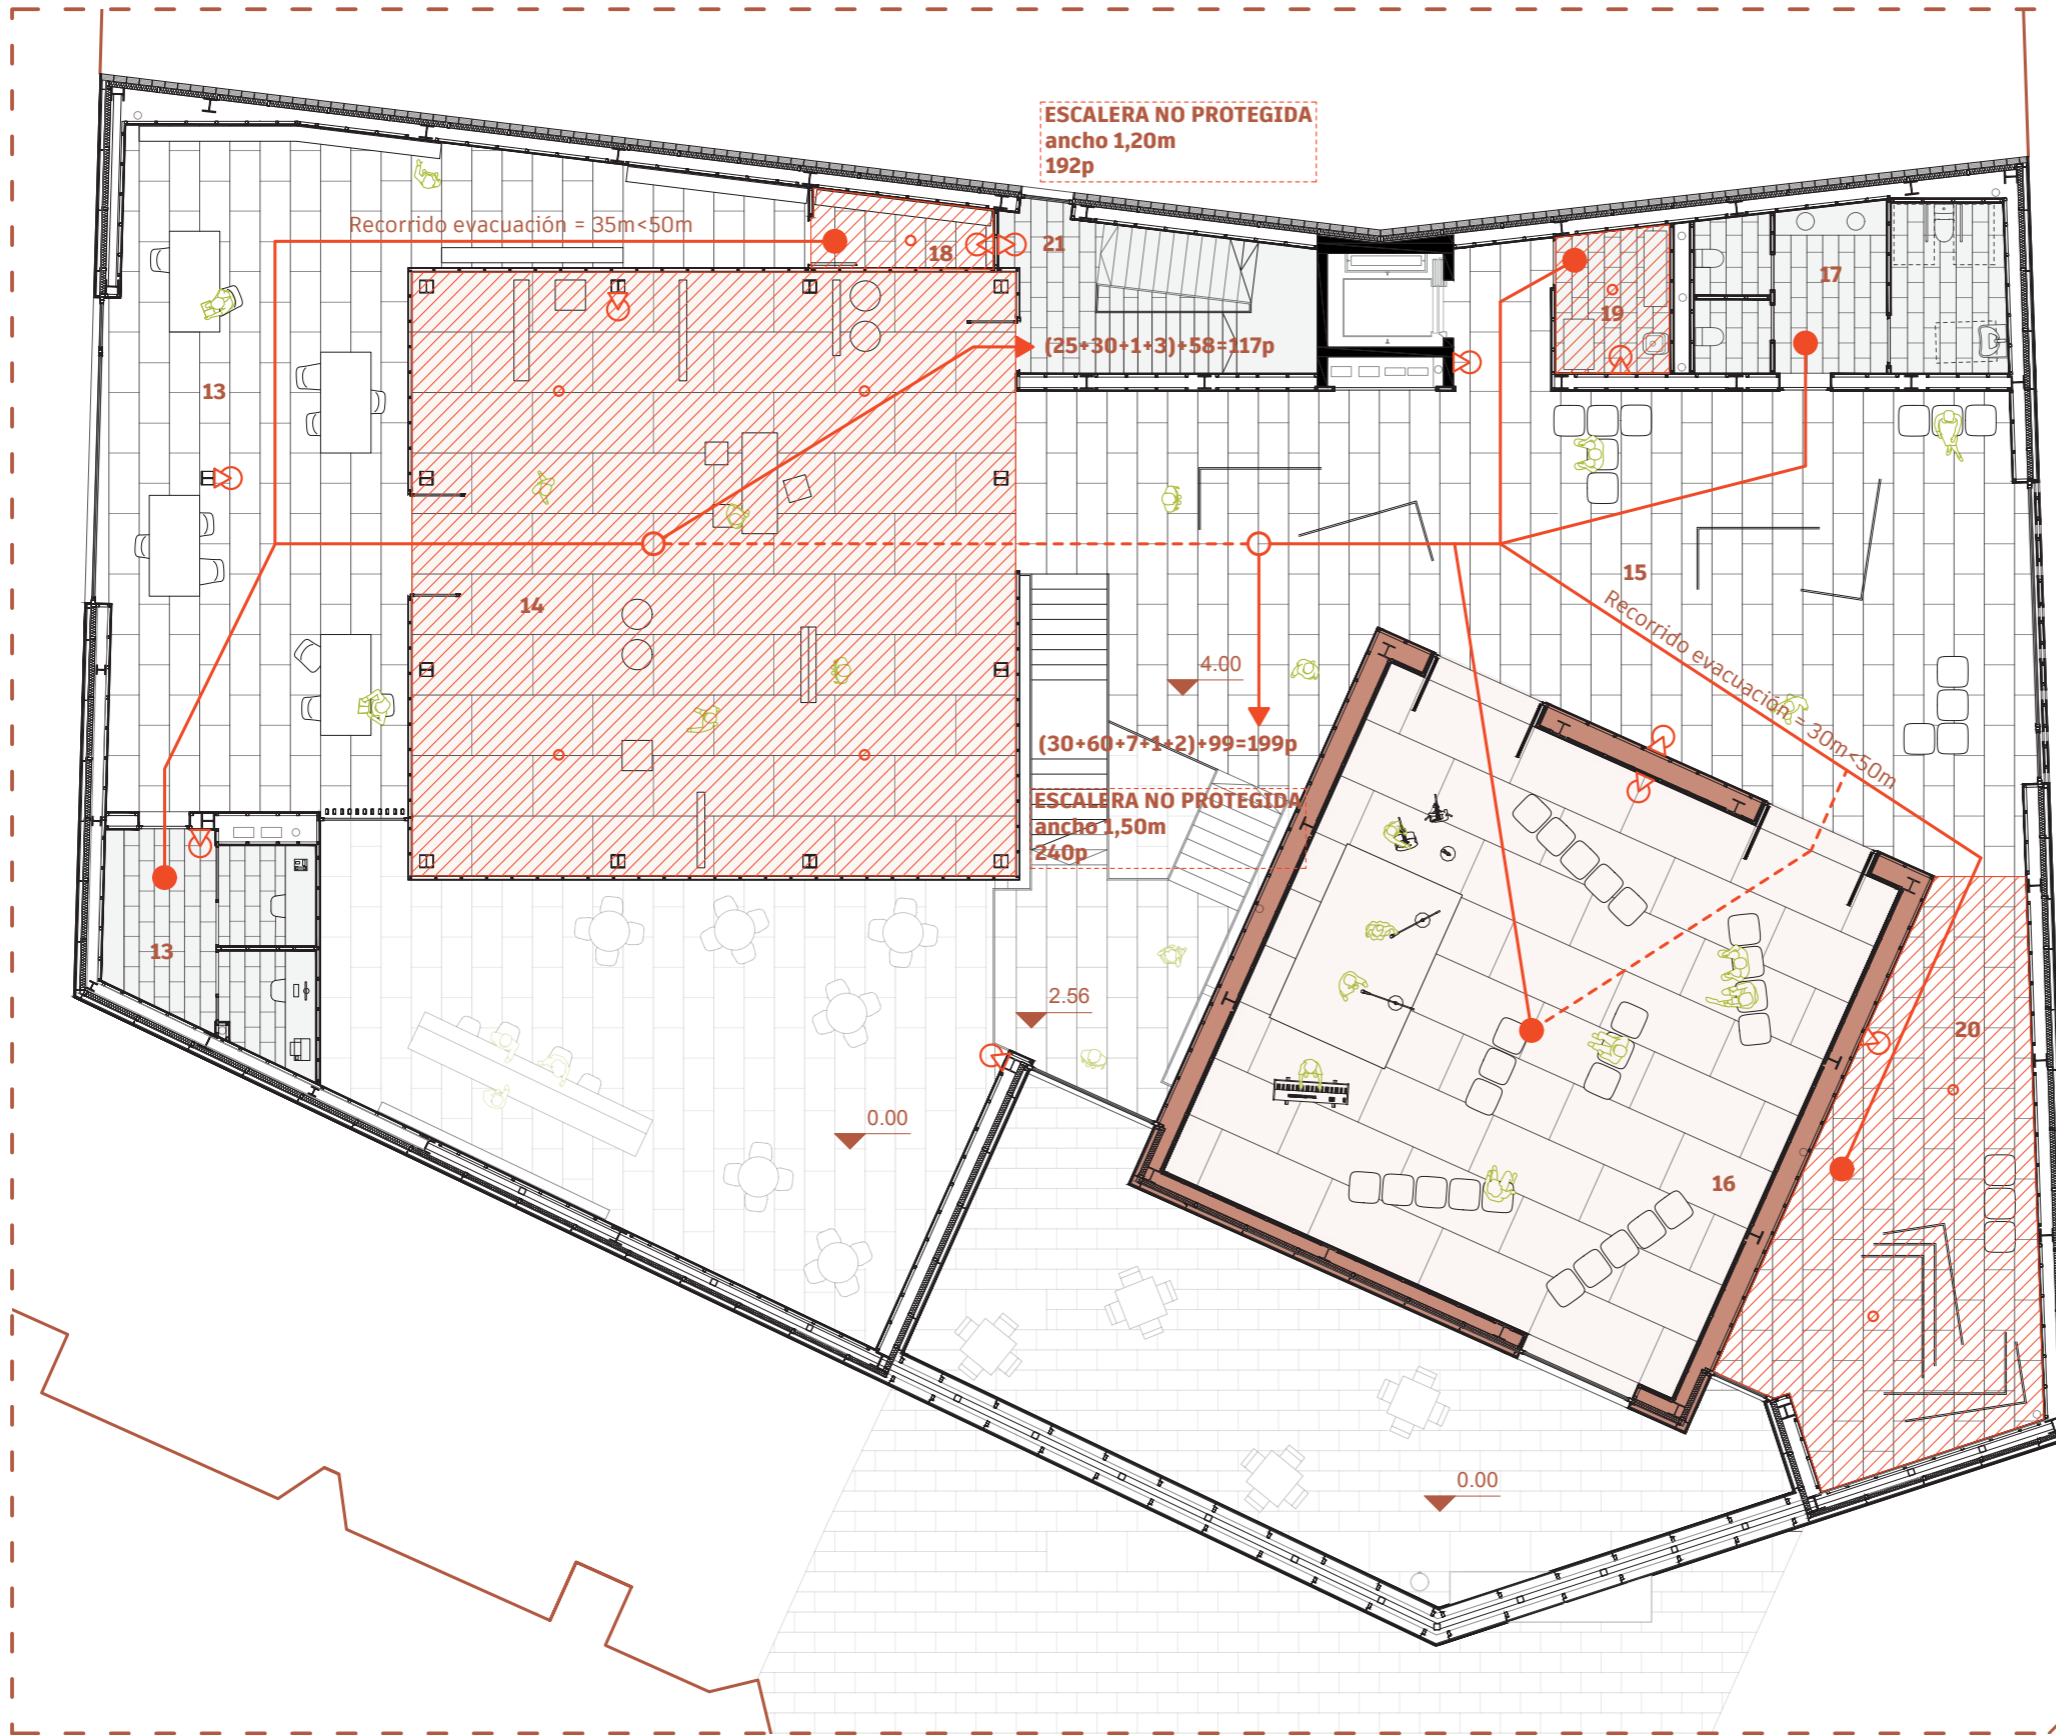 ESCALERA NO PROTEGIDA
ancho 1,20m
192p
Recorrido evacuación = 35m<50m
18
21
17
19
(25+30+1+3)+58=117p
13
15
14
Recorrido evacuación = 30m<50m
4.00
(30+60+7+1+2)+99=199p
ESCALERA NO PROTEGIDA
ancho 1,50m
240p
13
2.56
20
0.00
16
0.00